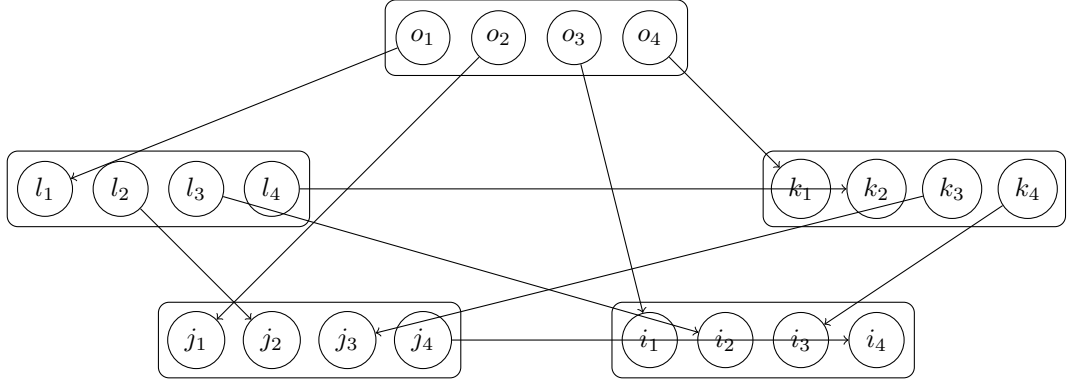 o₁ o₂ o₃ o₄
l₁ l₂ l₃ l₄ k₁ k₂ k₃ k₄
j₁ j₂ j₃ j₄ i₁ i₂ i₃ i₄